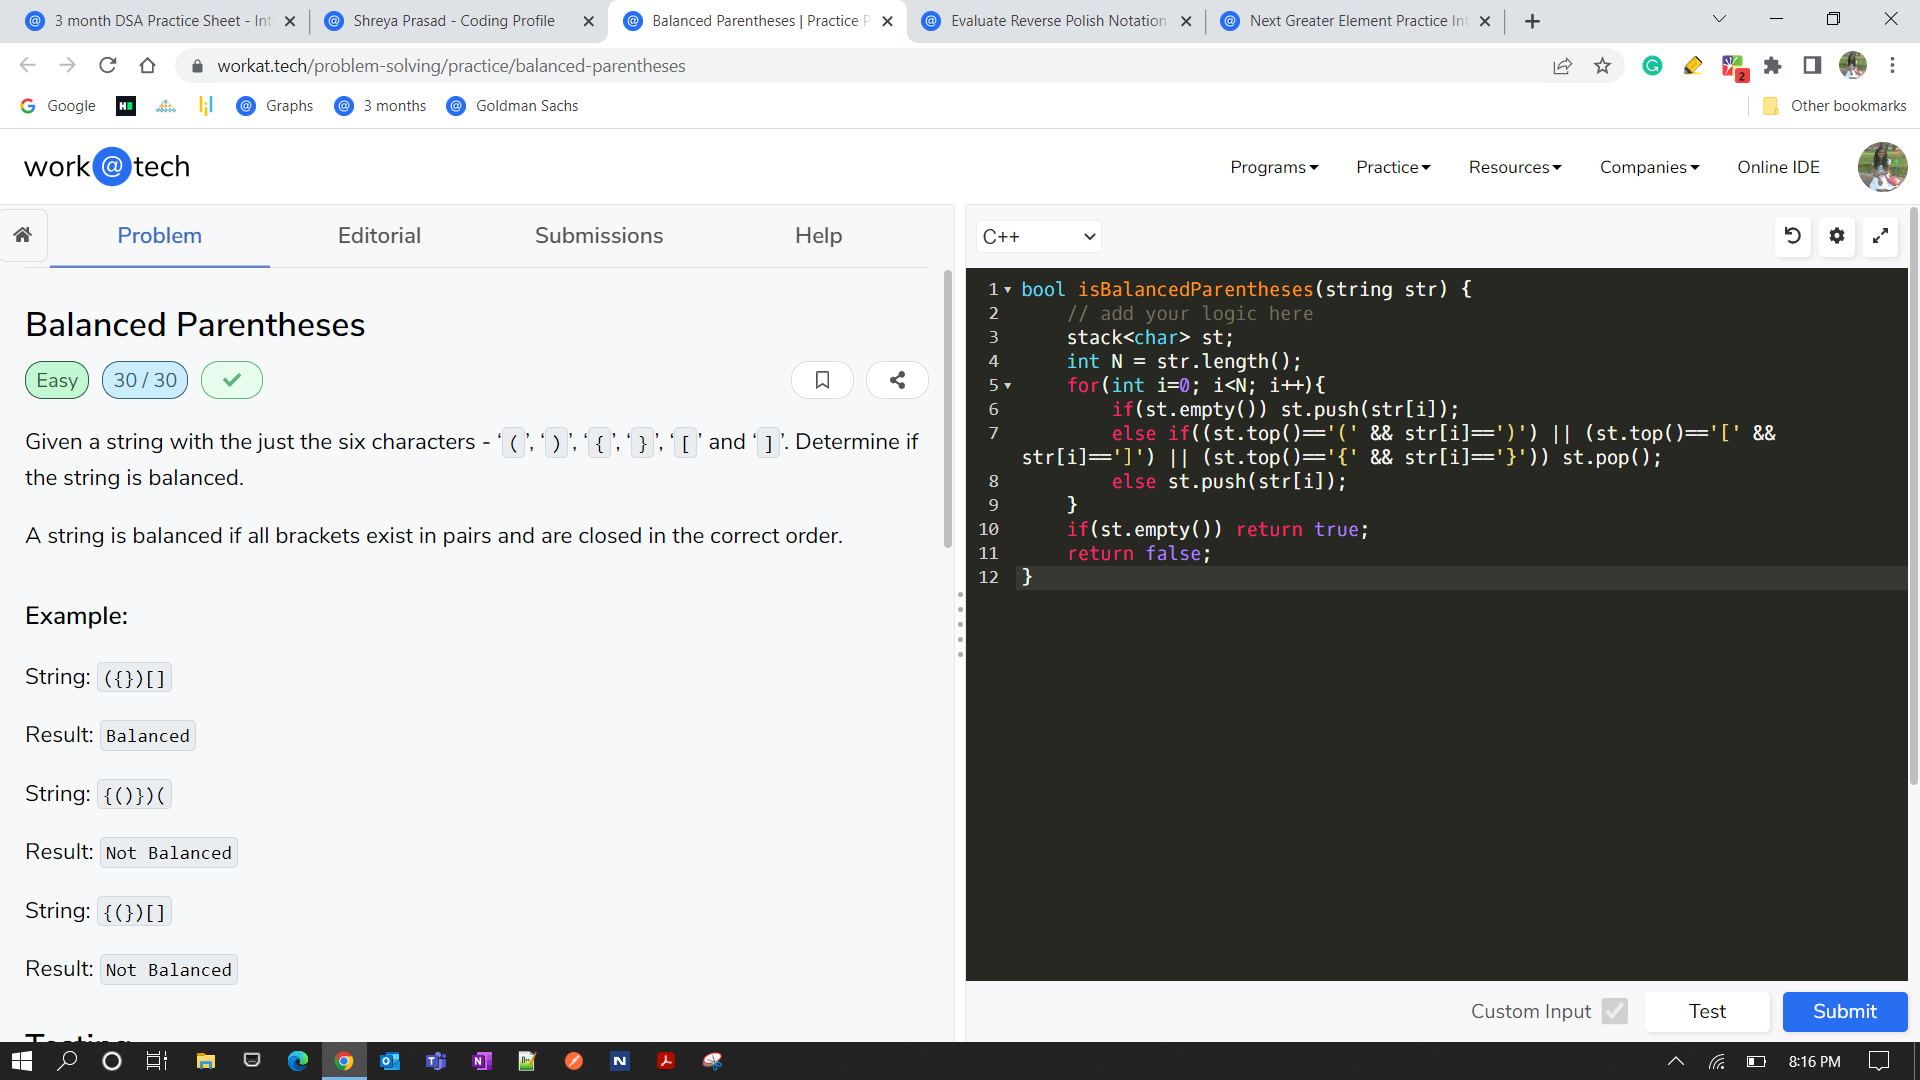 3 month DSA Practice Sheet - Int
Shreya Prasad - Coding Profile
Balanced Parentheses | Practice P
Evaluate Reverse Polish Notation
Next Greater Element Practice Int
workat.tech/problem-solving/practice/balanced-parentheses
2
Google
Graphs
3 months
Goldman Sachs
Other bookmarks
work@tech
Programs
Practice
Resources
Companies
Online IDE
Problem
Editorial
Submissions
Help
C++
Balanced Parentheses
Easy
30 / 30
Given a string with the just the six characters - ‘(’, ‘)’, ‘{’, ‘}’, ‘[’ and ‘]’. Determine if
the string is balanced.
A string is balanced if all brackets exist in pairs and are closed in the correct order.
Example:
String: ({})[]
Result: Balanced
String: {()})(
Result: Not Balanced
String: {(})[]
Result: Not Balanced
Testing
1 bool isBalancedParentheses(string str) {
2 // add your logic here
3 stack<char> st;
4 int N = str.length();
5 for(int i=0; i<N; i++){
6 if(st.empty()) st.push(str[i]);
7 else if((st.top()=='(' && str[i]==')') || (st.top()=='[' &&
str[i]==']') || (st.top()=='{' && str[i]=='}')) st.pop();
8 else st.push(str[i]);
9 }
10 if(st.empty()) return true;
11 return false;
12 }
Custom Input
Test
Submit
8:16 PM